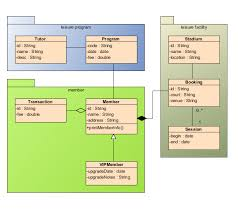 leisure program
Tutor
-id : String
-name : String
-desc : String
Program
-code : String
-date : date
-fee : double
leisure facility
Stadium
-id : String
-name : String
-location : String
Booking
-id : String
-court : String
-venue : String
Session
-begin : date
-end : date
member
Transaction
-id : String
-fee : double
Member
-id : String
-name : String
-address : String
+printMemberInfo()
VIPMember
-upgradeDate : date
-upgradeNotes : String